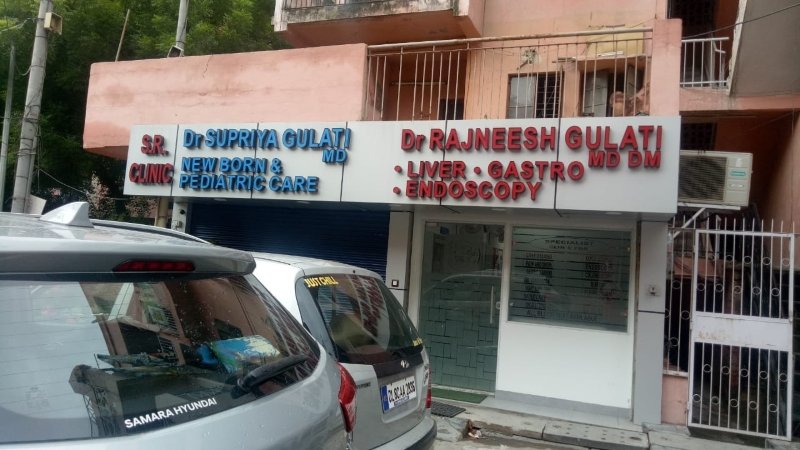 S.R.
CLINIC
Dr SUPRIYA GULATI
MD
NEW BORN &
PEDIATRIC CARE
Dr RAJNEESH GULATI
MD DM
· LIVER · GASTRO
· ENDOSCOPY
SPECIALIST
JUST CHILL
SAMARA HYUNDAI